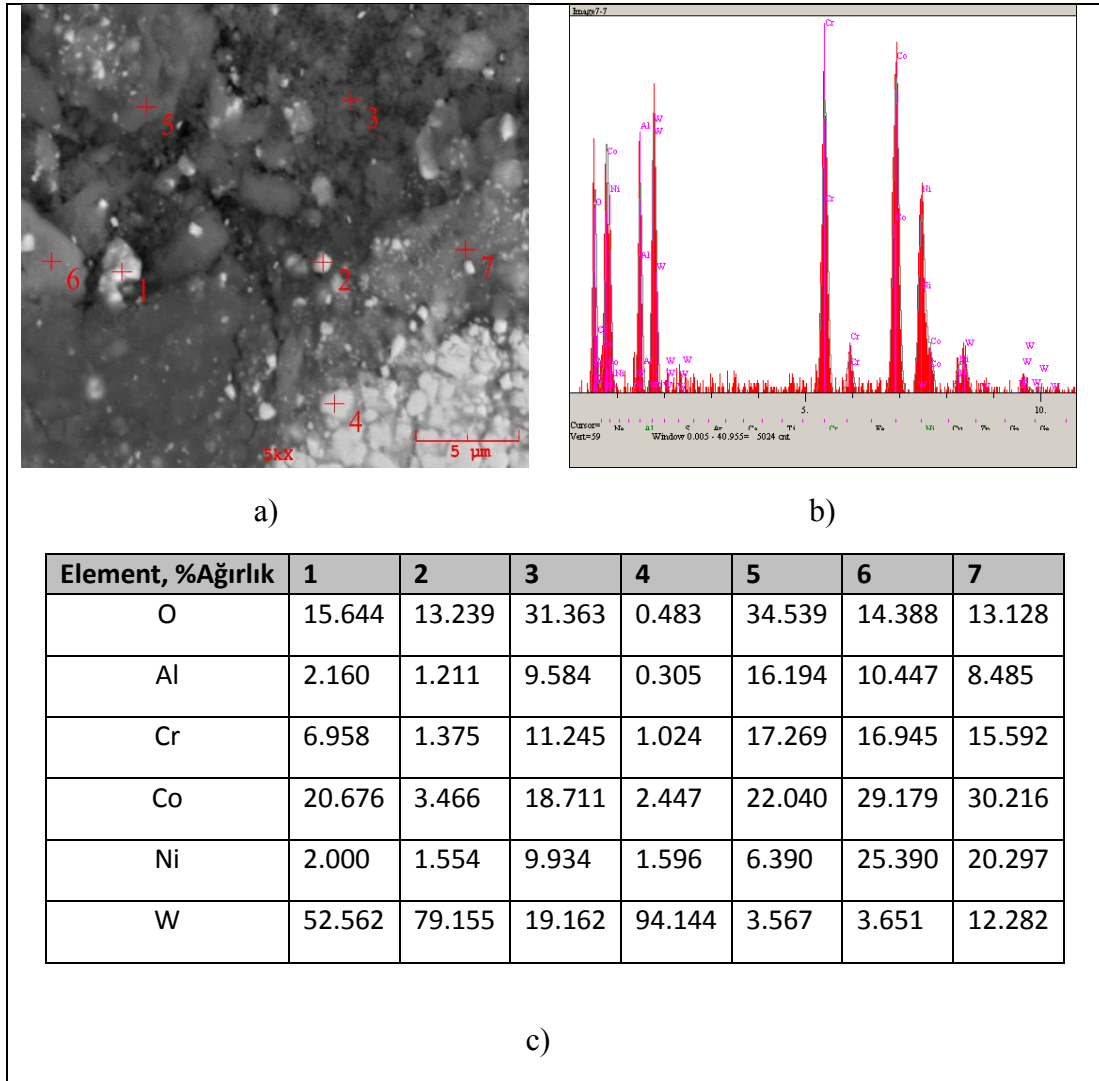 5
3
6
1
2
7
4
5kX
5 µm
Image7-7
Cr
Co
Al
W
W
Co
Ni
O
Ni
Cr
Co
Al
W
Ni
Cr
Cr
Co
Co
Ni
W
W
W
W
W
W
5.
10.
Cursor=
Vert=59 Window 0.005 - 40.955= 5024 cnt
a)
b)
Element, %Ağırlık 1 2 3 4 5 6 7
O 15.644 13.239 31.363 0.483 34.539 14.388 13.128
Al 2.160 1.211 9.584 0.305 16.194 10.447 8.485
Cr 6.958 1.375 11.245 1.024 17.269 16.945 15.592
Co 20.676 3.466 18.711 2.447 22.040 29.179 30.216
Ni 2.000 1.554 9.934 1.596 6.390 25.390 20.297
W 52.562 79.155 19.162 94.144 3.567 3.651 12.282
c)